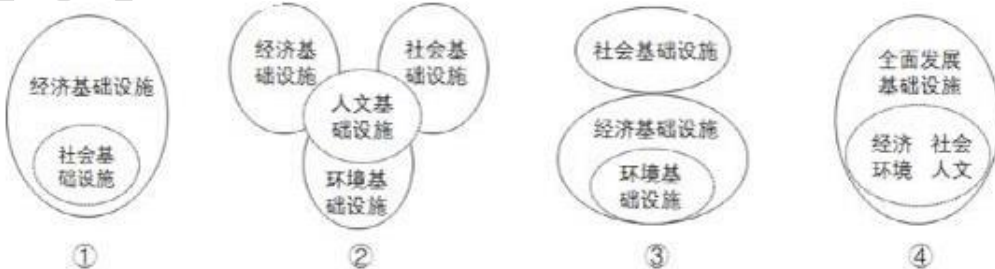 经济基础设施
社会基
础设施
①
经济基
础设施
社会基
础设施
人文基
础设施
环境基
础设施
②
社会基础设施
经济基础设施
环境基
础设施
③
全面发展
基础设施
经济 社会
环境 人文
④